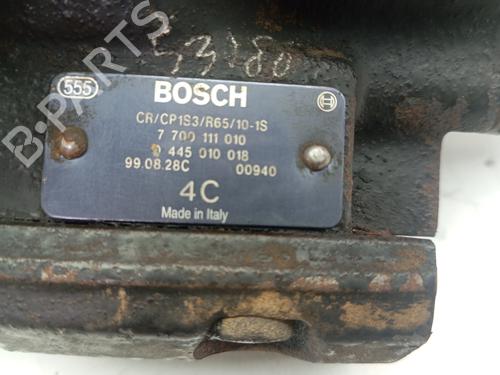 53180
555
BOSCH
CR/CP1S3/R65/10-1S
7 700 111 010
0 445 010 018
99.08.28C 00940
4C
Made in Italy